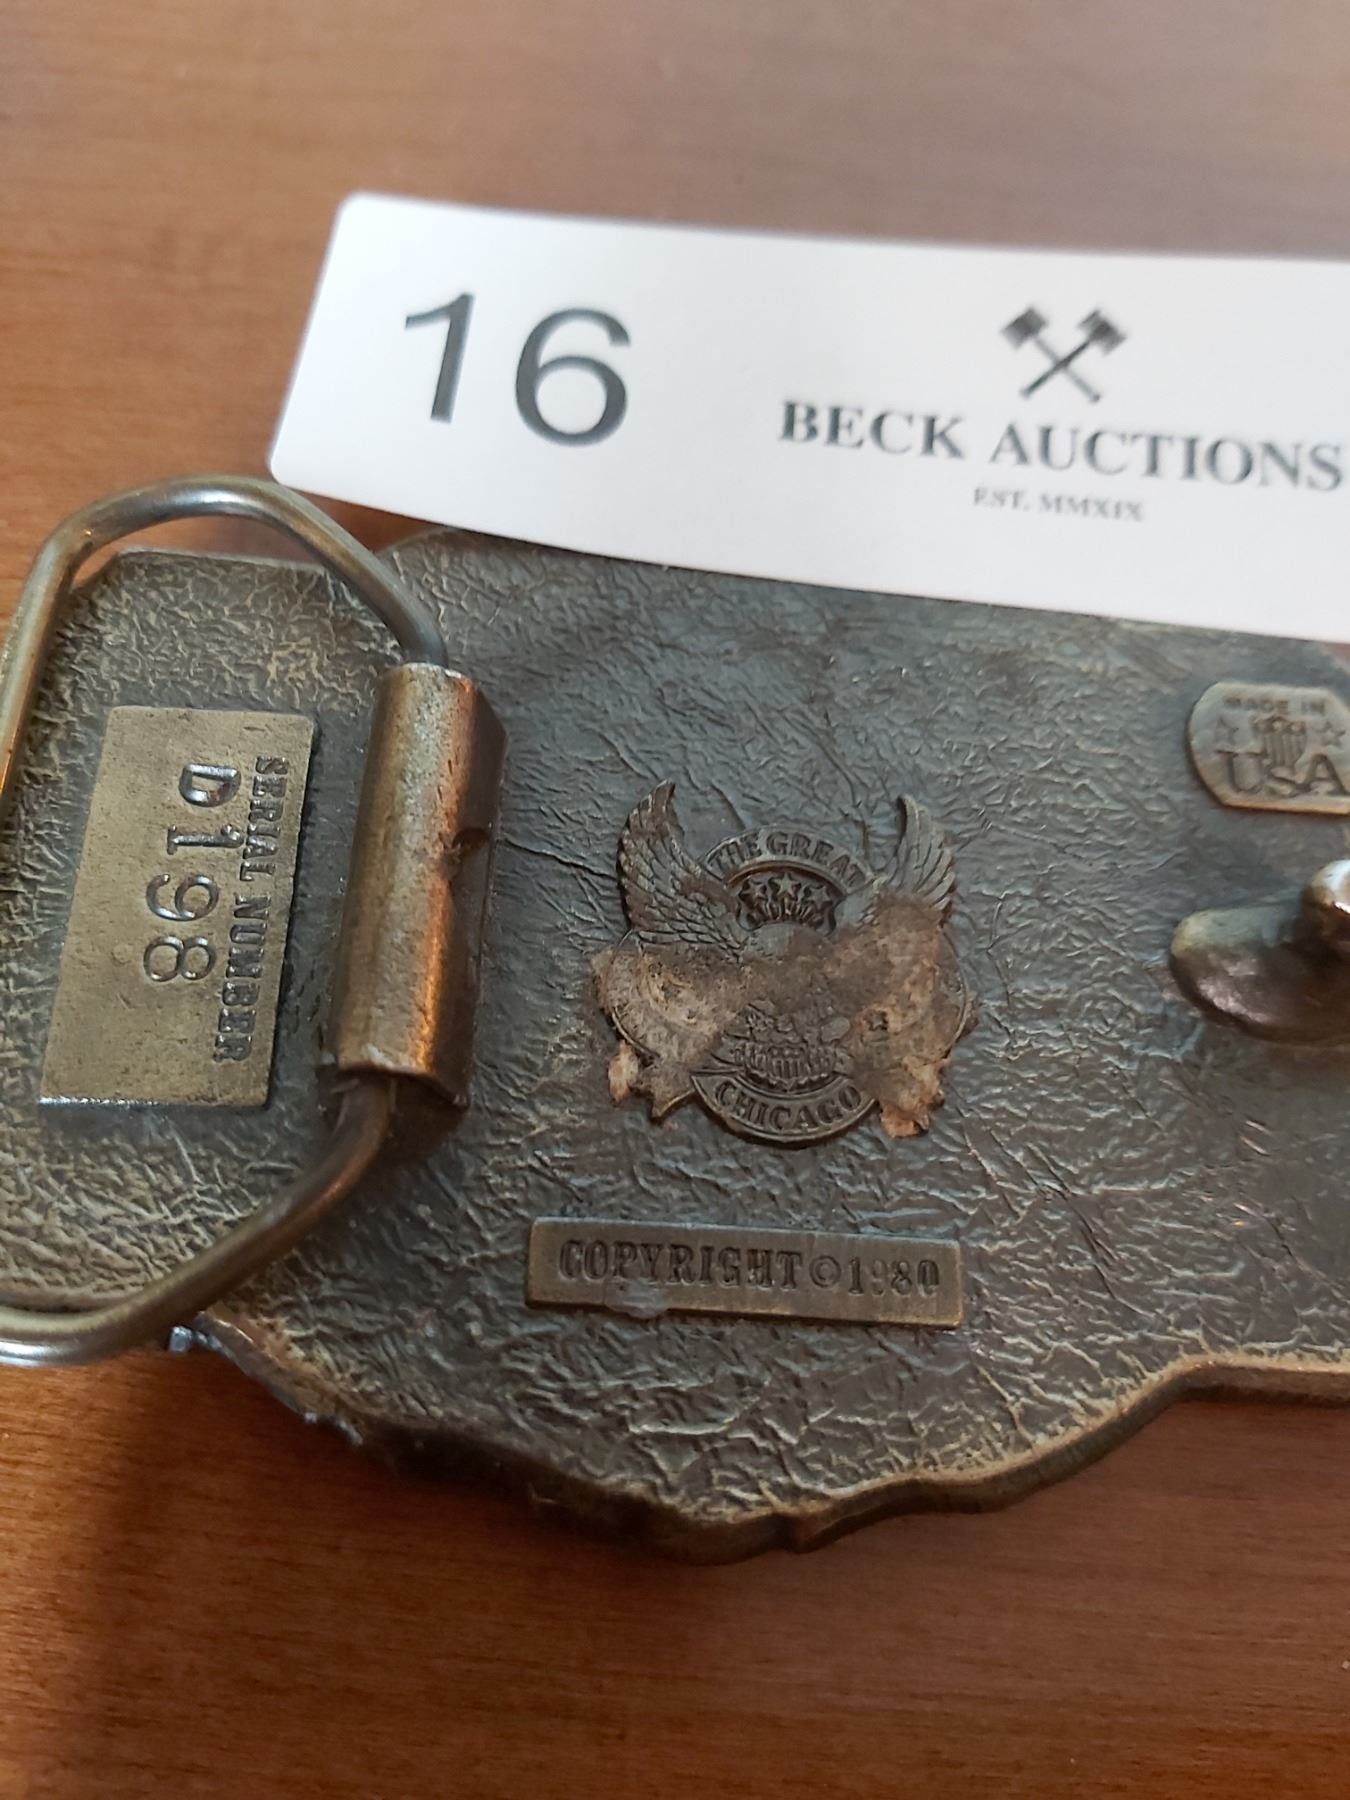 16
BECK AUCTIONS
EST. MMXIX
SERIAL NUMBER
D198
MADE IN
USA
THE GREAT
CHICAGO
COPYRIGHT © 1980